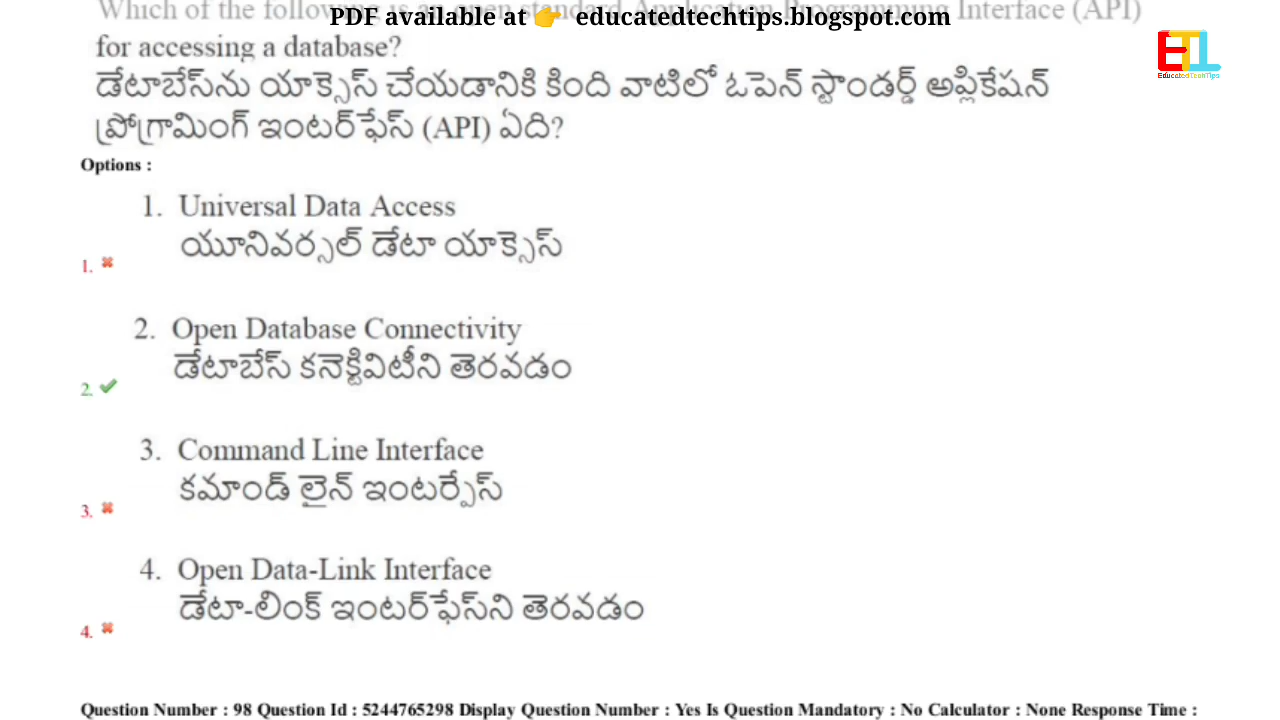 Which of the following is an open standard Application Programming Interface (API)
PDF available at 👉 educatedtechtips.blogspot.com
for accessing a database?
ETL
EducatedTechTips
డేటాబేస్‌ను యాక్సెస్ చేయడానికి కింది వాటిలో ఓపెన్ స్టాండర్డ్ అప్లికేషన్
ప్రోగ్రామింగ్ ఇంటర్‌ఫేస్ (API) ఏది?
Options :
1. Universal Data Access
యూనివర్సల్ డేటా యాక్సెస్
1. ✖
2. Open Database Connectivity
డేటాబేస్ కనెక్టివిటీని తెరవడం
2. ✔
3. Command Line Interface
కమాండ్ లైన్ ఇంటర్ఫేస్
3. ✖
4. Open Data-Link Interface
డేటా-లింక్ ఇంటర్‌ఫేస్‌ని తెరవడం
4. ✖
Question Number : 98 Question Id : 5244765298 Display Question Number : Yes Is Question Mandatory : No Calculator : None Response Time :